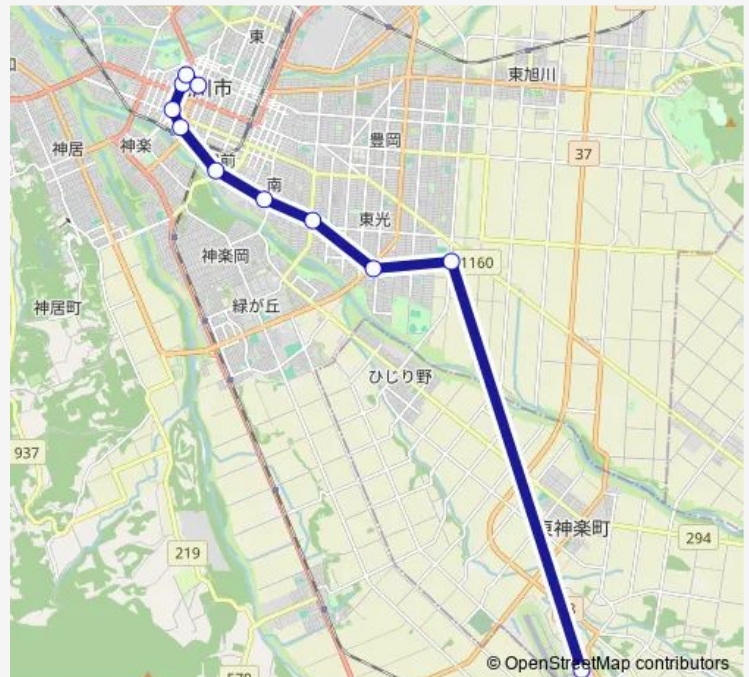 東
東旭川
市
豊岡
神居
神楽
37
前
南
東光
神楽岡
1160
神居町
緑が丘
ひじり野
937
東神楽町
294
219
© OpenStreetMap contributors